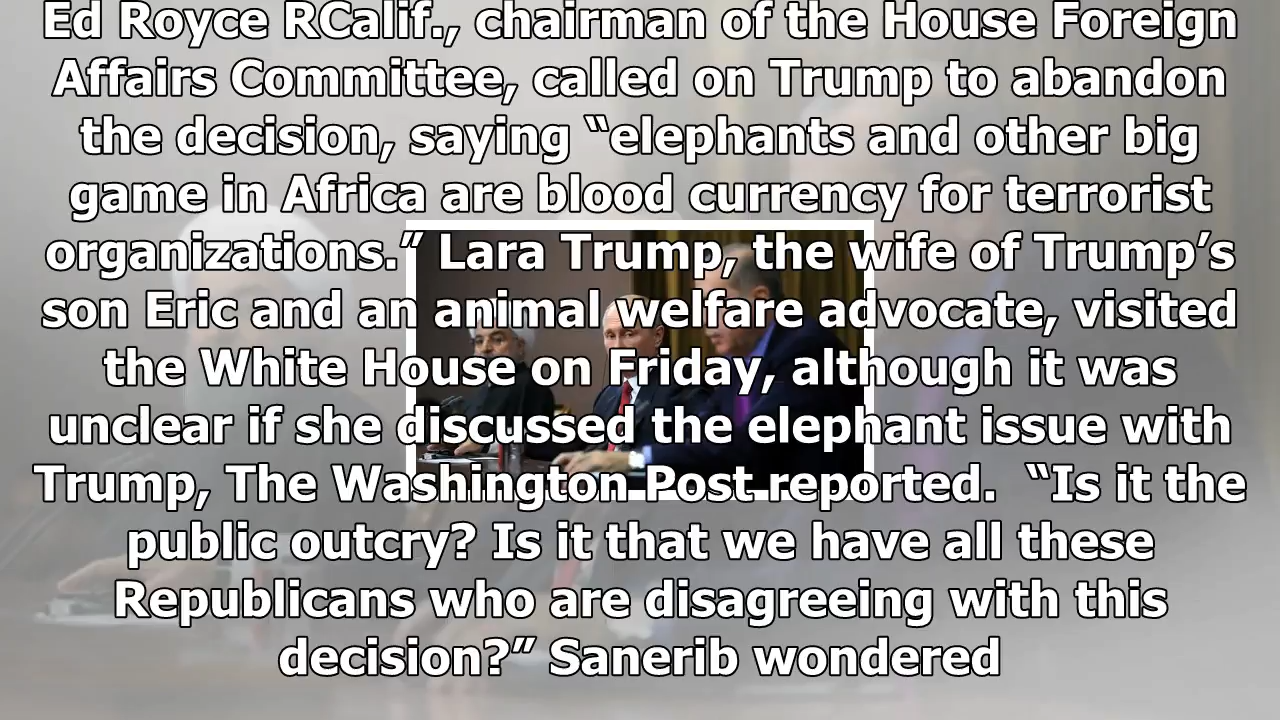 Ed Royce RCalif., chairman of the House Foreign
Affairs Committee, called on Trump to abandon
the decision, saying “elephants and other big
game in Africa are blood currency for terrorist
organizations.” Lara Trump, the wife of Trump’s
son Eric and an animal welfare advocate, visited
the White House on Friday, although it was
unclear if she discussed the elephant issue with
Trump, The Washington Post reported.  “Is it the
public outcry? Is it that we have all these
Republicans who are disagreeing with this
decision?” Sanerib wondered